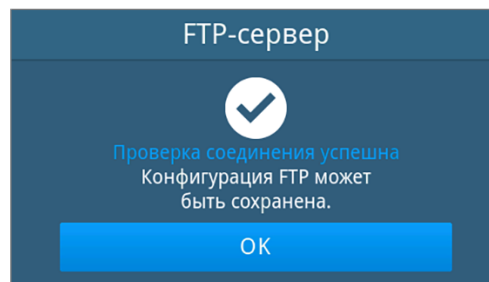 FTP-сервер
Проверка соединения успешна
Конфигурация FTP может
быть сохранена.
OK